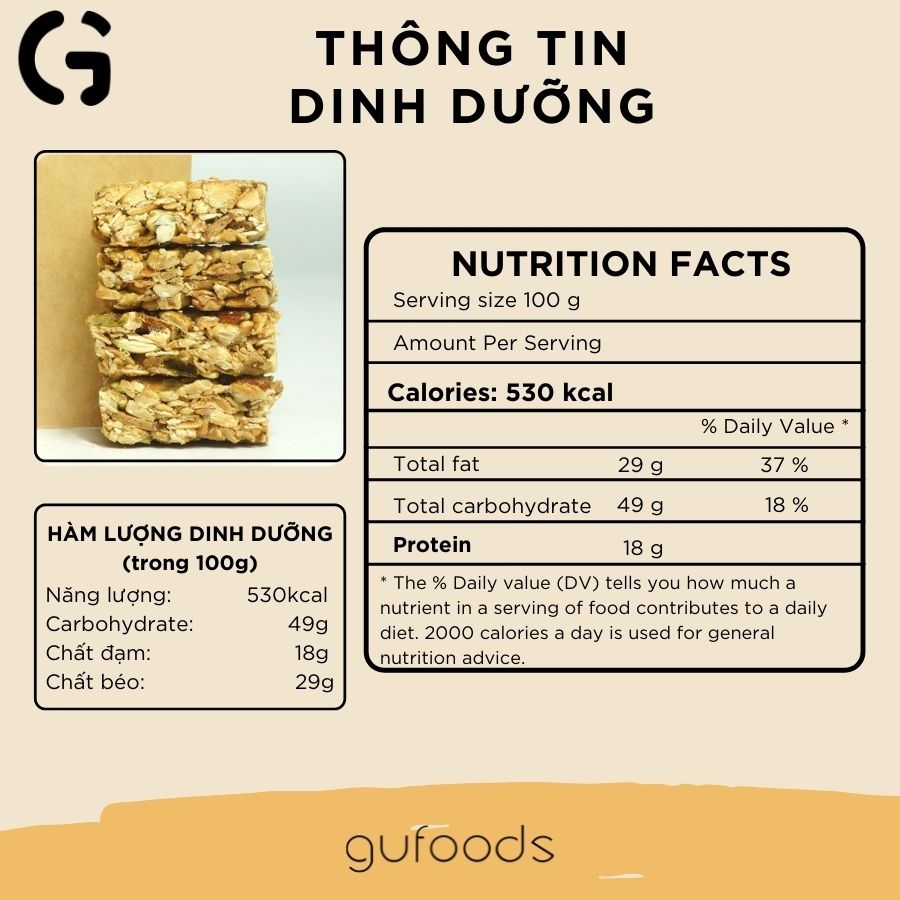 THÔNG TIN
DINH DƯỠNG
NUTRITION FACTS
Serving size 100 g
Amount Per Serving
Calories: 530 kcal
% Daily Value *
Total fat 29 g 37 %
Total carbohydrate 49 g 18 %
Protein 18 g
* The % Daily value (DV) tells you how much a
nutrient in a serving of food contributes to a daily
diet. 2000 calories a day is used for general
nutrition advice.
HÀM LƯỢNG DINH DƯỠNG
(trong 100g)
Năng lượng: 530kcal
Carbohydrate: 49g
Chất đạm: 18g
Chất béo: 29g
gufoods